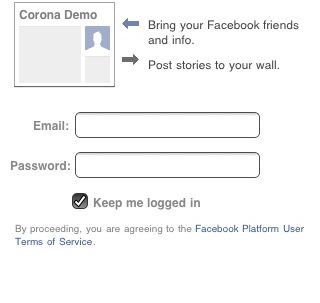 Corona Demo
Bring your Facebook friends
and info.
Post stories to your wall.
Email:
Password:
Keep me logged in
By proceeding, you are agreeing to the Facebook Platform User
Terms of Service.